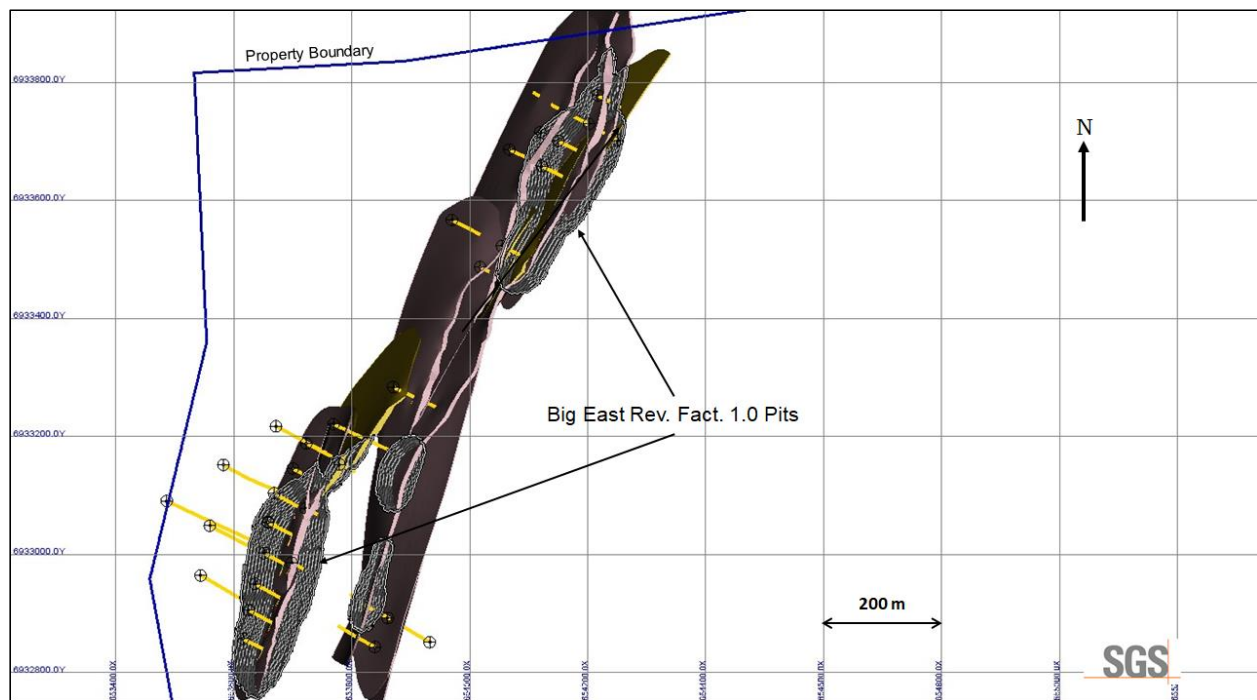 Property Boundary
6933800.0Y
N
6933600.0Y
6933400.0Y
Big East Rev. Fact. 1.0 Pits
6933200.0Y
6933000.0Y
200 m
6932800.0Y
SGS